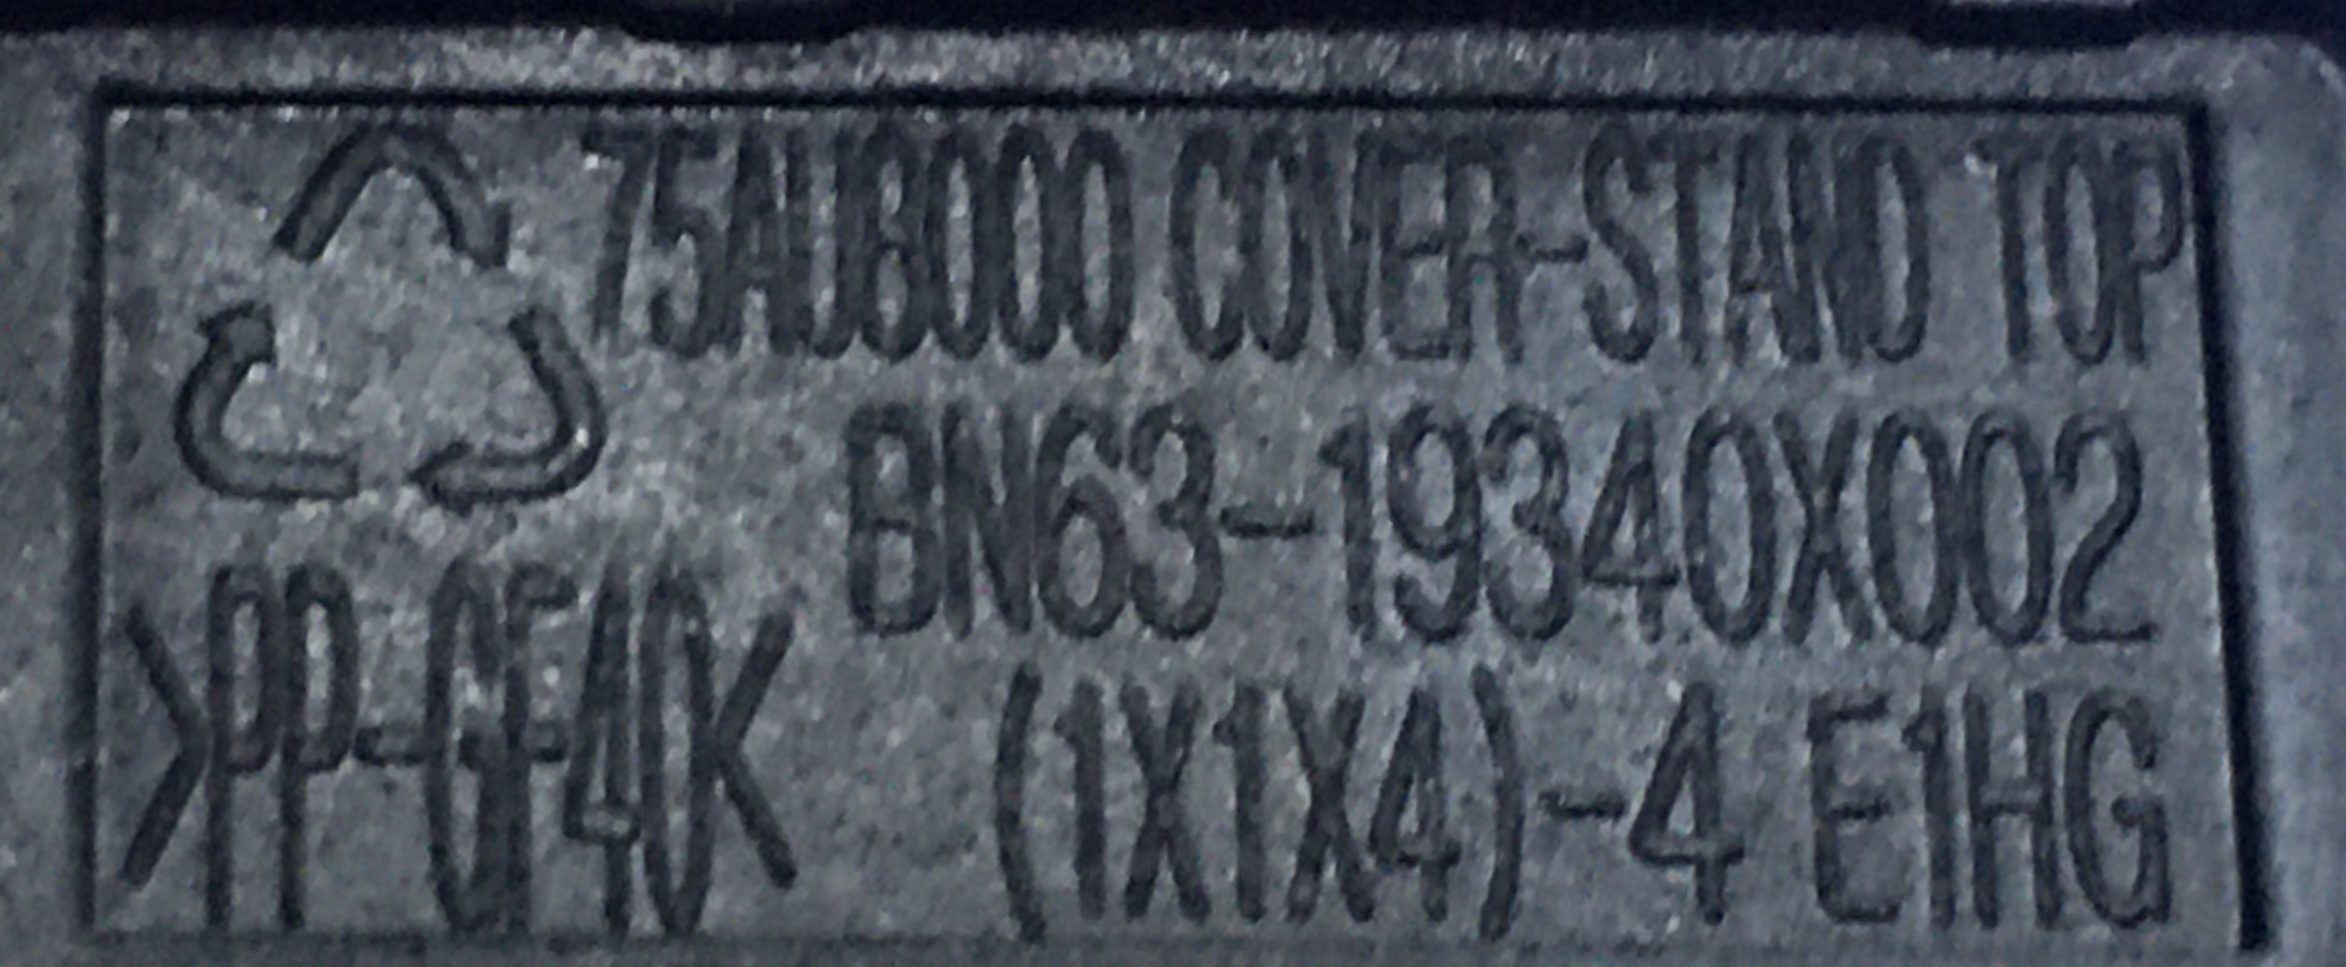 75AU8000 COVER-STAND TOP
BN63-19340X002
>PP-GF40<
(1X1X4)-4 E1HG